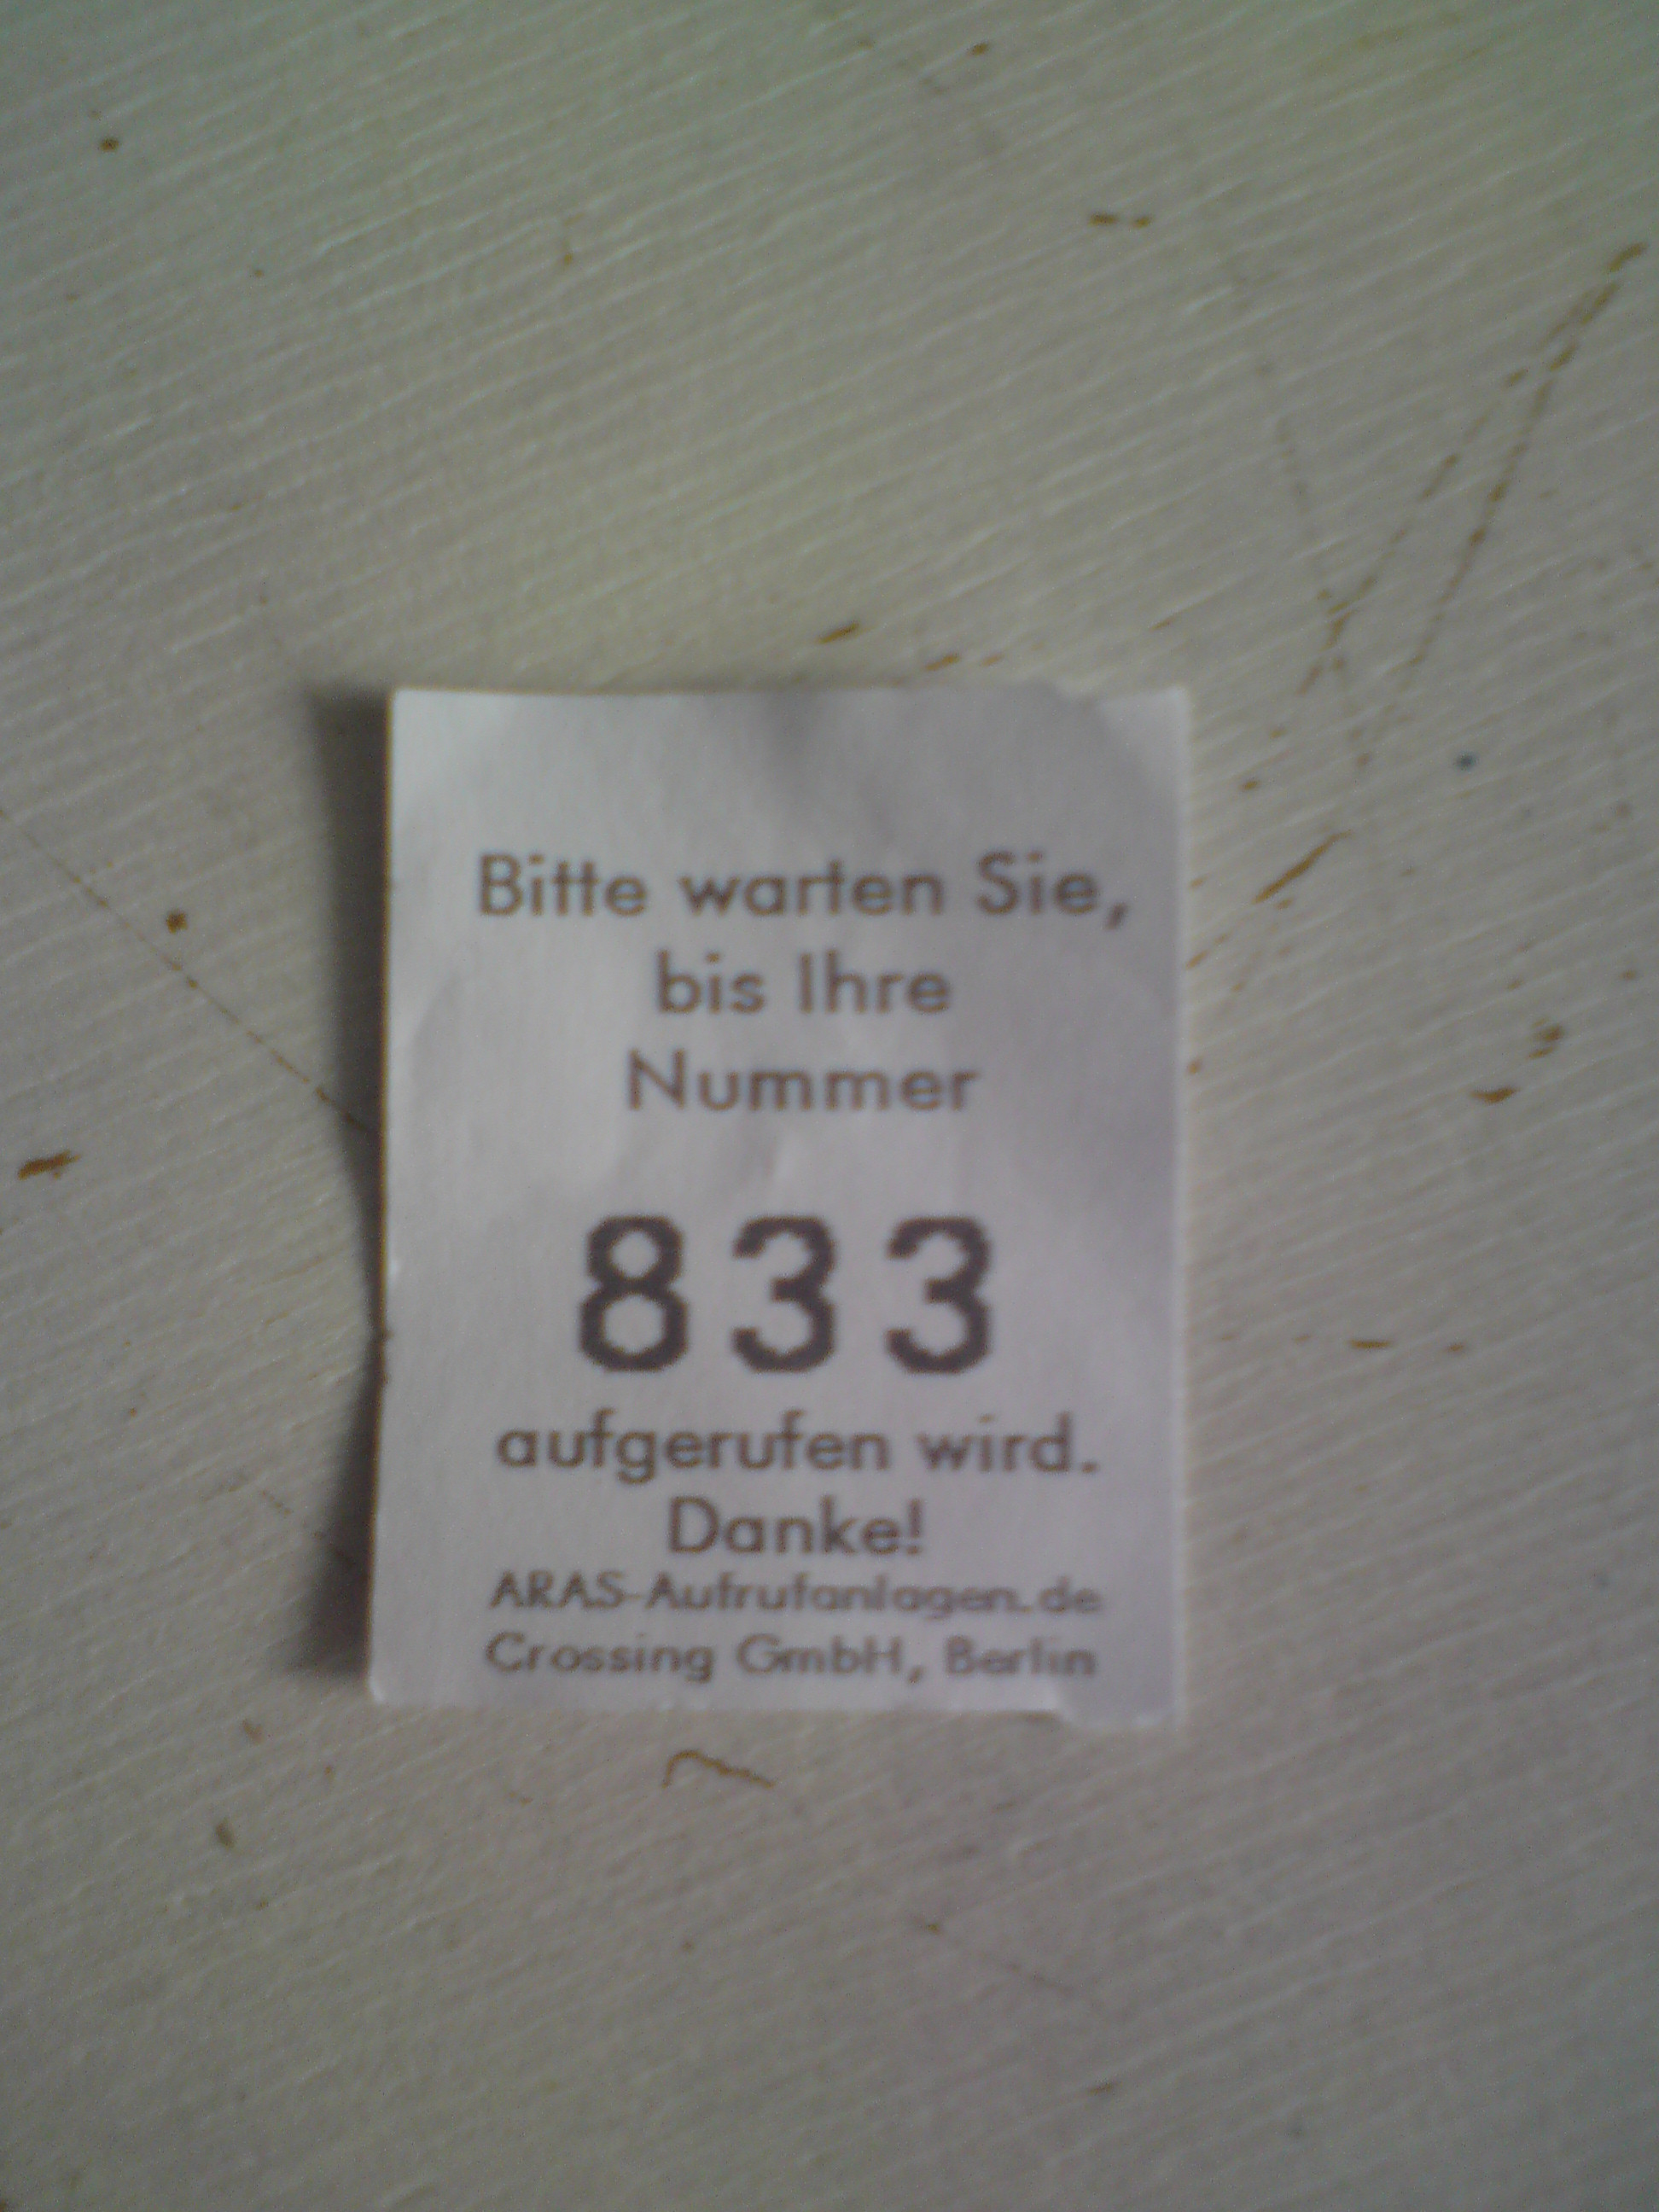 Bitte warten Sie,
bis Ihre
Nummer
833
aufgerufen wird.
Danke!
ARAS-Aufrufanlagen.de
Crossing GmbH, Berlin